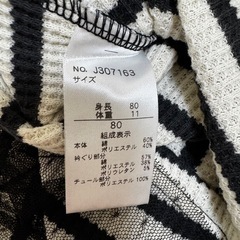 NO. J307163
サイズ
身長 80
体重 11
80
組成表示
本体 綿 60%
ポリエステル 40%
衿ぐり部分 綿 57%
ポリエステル 38%
ポリウレタン 5%
チュール部分 ポリエステル 100%